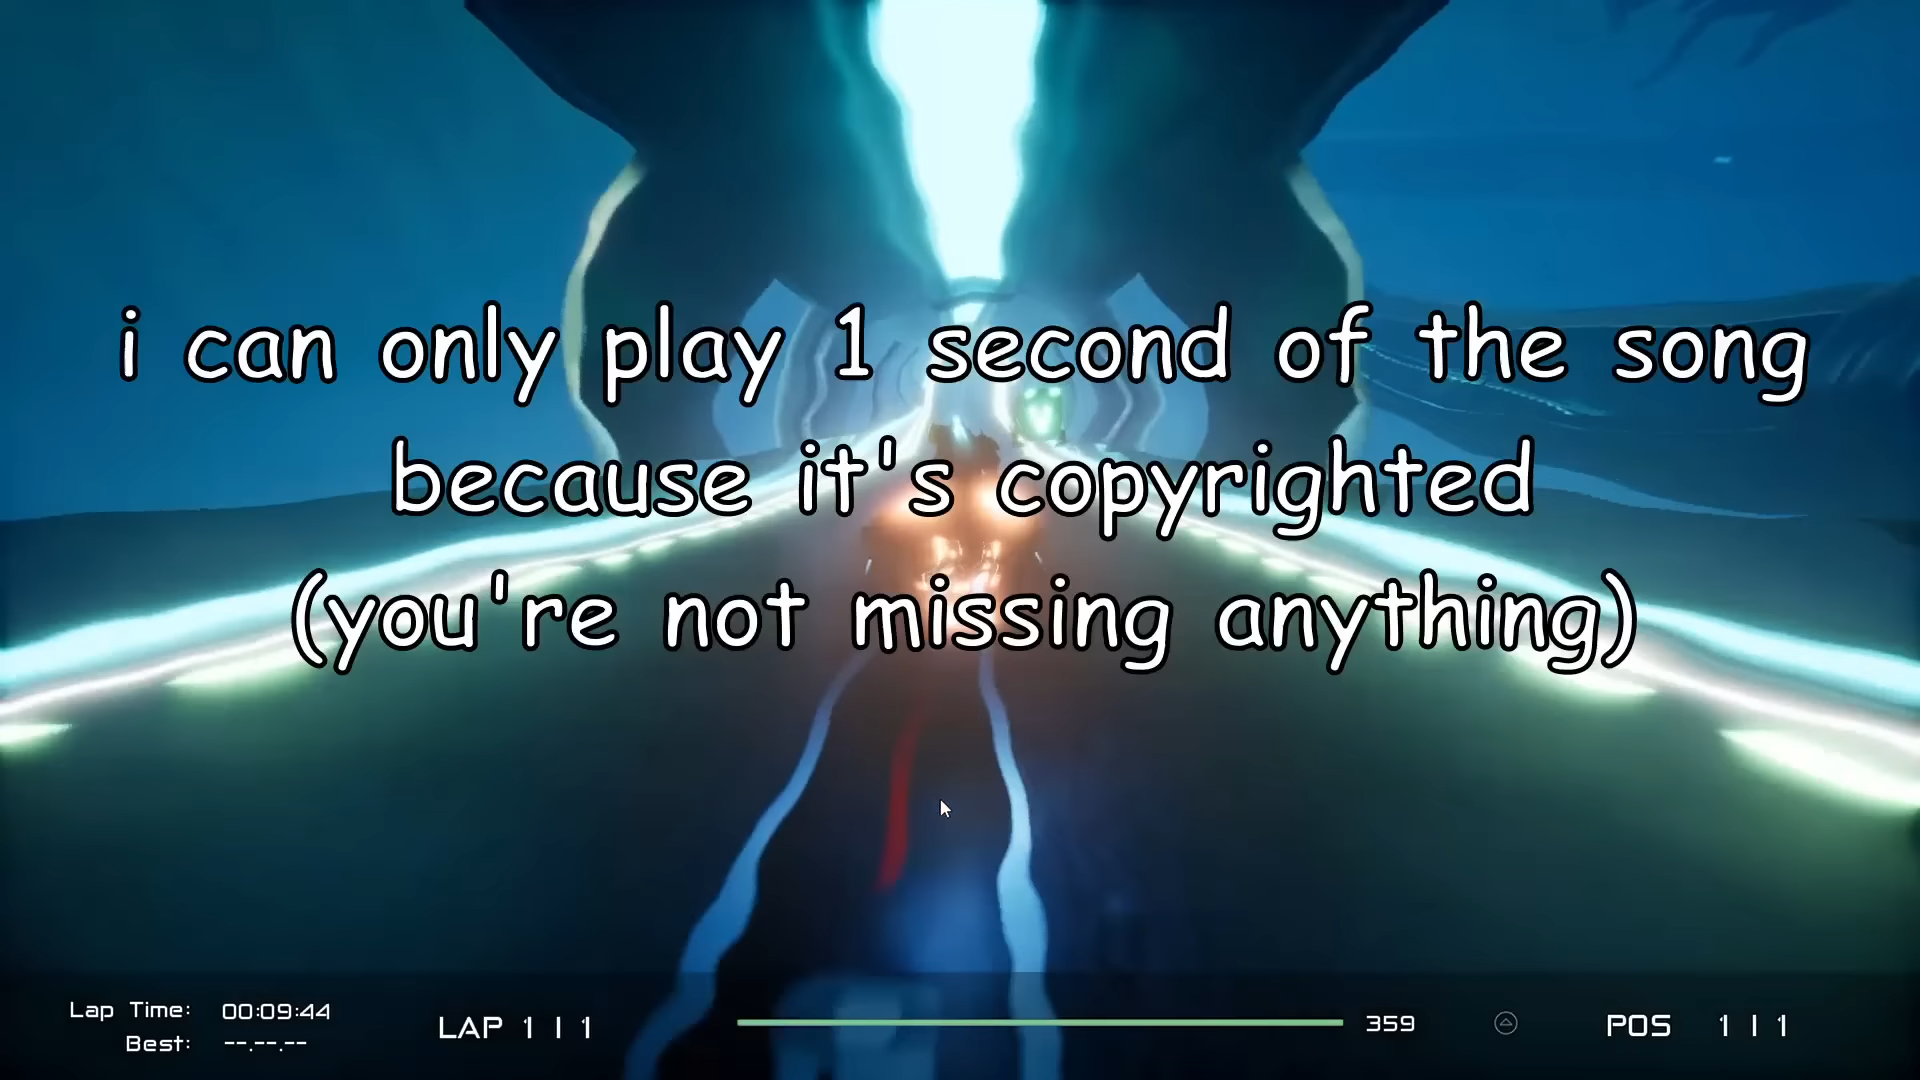 i can only play 1 second of the song
because it's copyrighted
(you're not missing anything)
Lap Time: 00:09:44
Best: --.--.--
LAP 1 | 1
359
POS 1 | 1